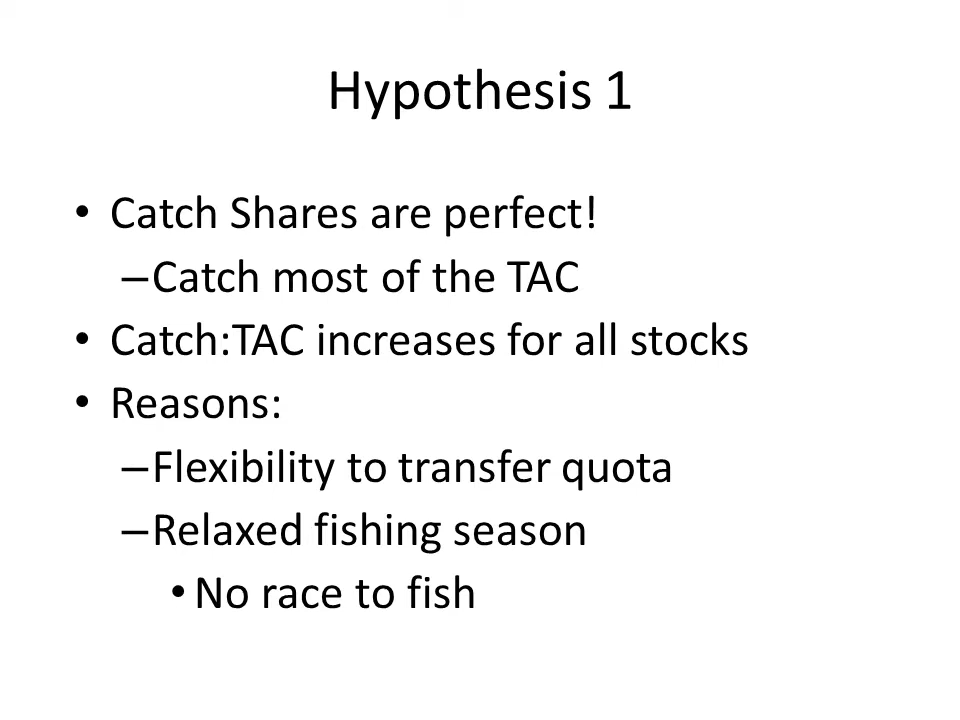 Hypothesis 1
• Catch Shares are perfect!
–Catch most of the TAC
• Catch:TAC increases for all stocks
• Reasons:
–Flexibility to transfer quota
–Relaxed fishing season
• No race to fish